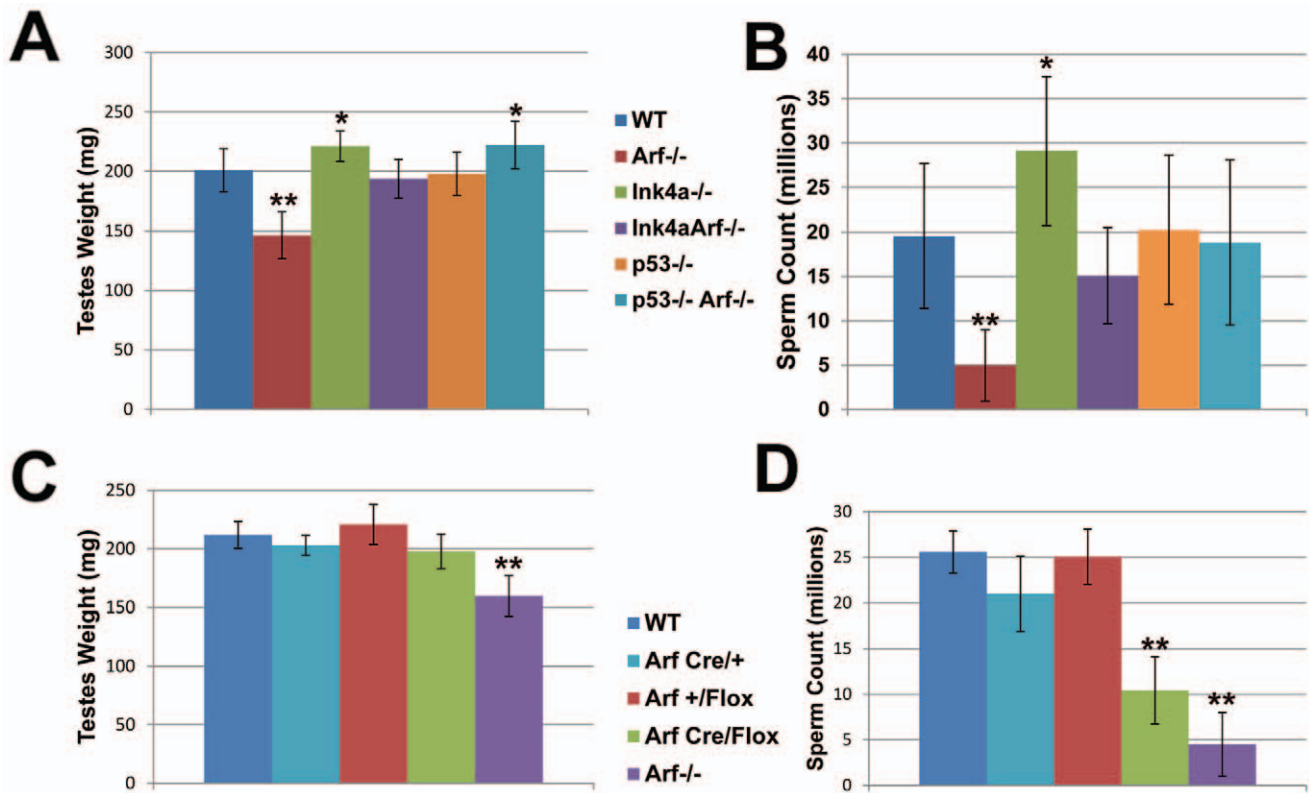 A
Testes Weight (mg)
300
250
200
150
100
50
0
**
*
*
WT
Arf-/-
Ink4a-/-
Ink4aArf-/-
p53-/-
p53-/- Arf-/-
B
Sperm Count (millions)
40
35
30
25
20
15
10
5
0
**
*
C
Testes Weight (mg)
250
200
150
100
50
0
**
WT
Arf Cre/+
Arf +/Flox
Arf Cre/Flox
Arf-/-
D
Sperm Count (millions)
30
25
20
15
10
5
0
**
**